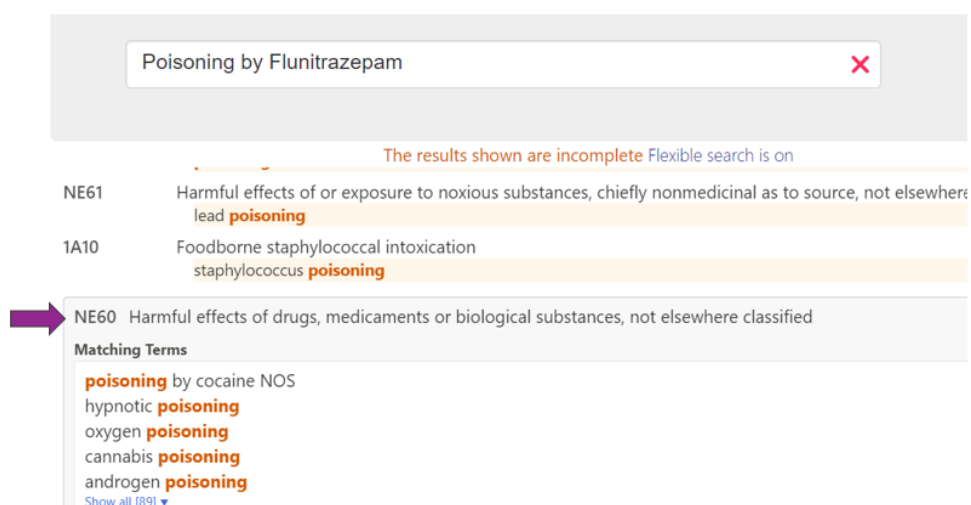 Poisoning by Flunitrazepam
The results shown are incomplete Flexible search is on
NE61 Harmful effects of or exposure to noxious substances, chiefly nonmedicinal as to source, not elsewhere
lead poisoning
1A10 Foodborne staphylococcal intoxication
staphylococcus poisoning
NE60 Harmful effects of drugs, medicaments or biological substances, not elsewhere classified
Matching Terms
poisoning by cocaine NOS
hypnotic poisoning
oxygen poisoning
cannabis poisoning
androgen poisoning
Show all [89]